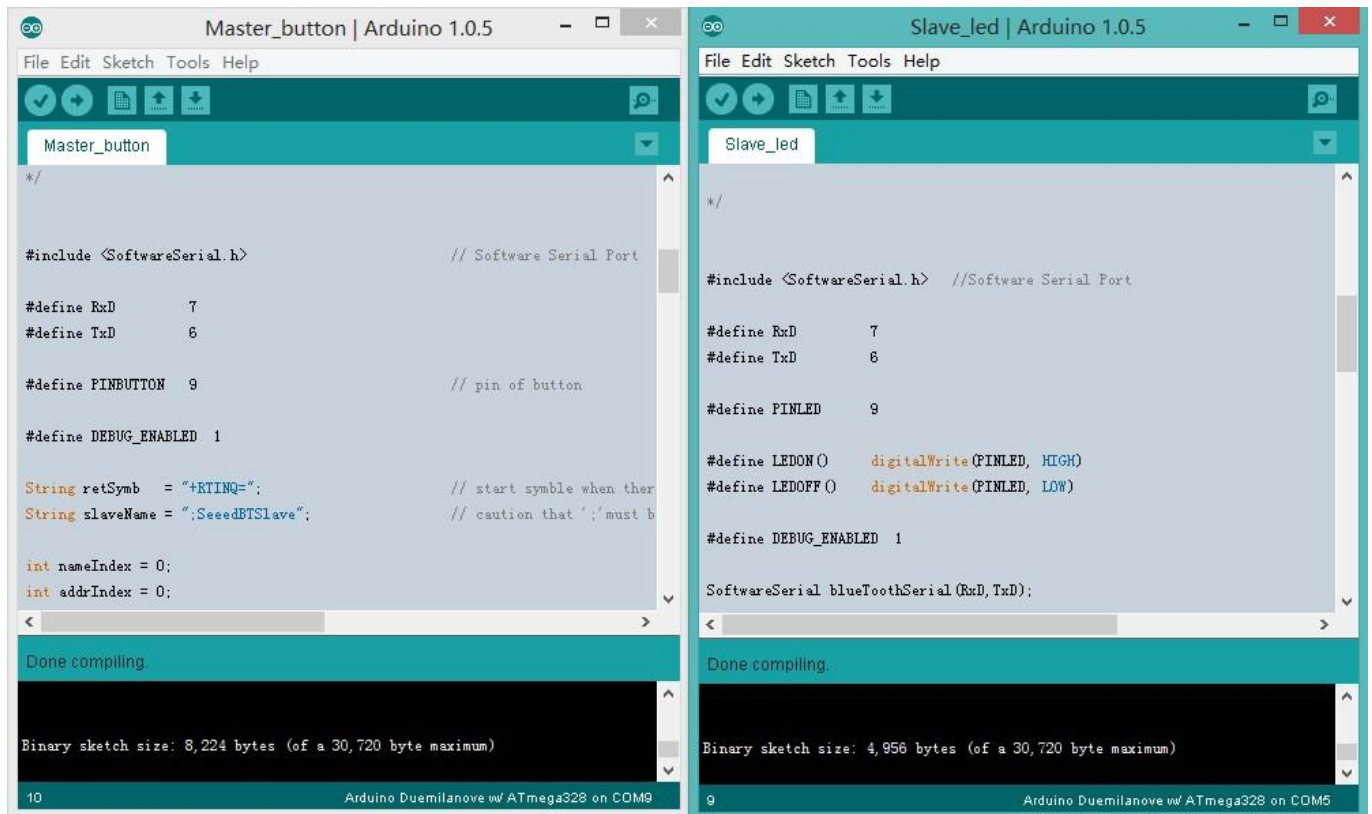 Master_button | Arduino 1.0.5
File Edit Sketch Tools Help
Master_button
*/
#include <SoftwareSerial.h> // Software Serial Port
#define RxD 7
#define TxD 6
#define PINBUTTON 9 // pin of button
#define DEBUG_ENABLED 1
String retSymb = "+RTINQ="; // start symble when ther
String slaveName = ";SeeedBTSlave"; // caution that ';'must b
int nameIndex = 0;
int addrIndex = 0;
Done compiling.
Binary sketch size: 8,224 bytes (of a 30,720 byte maximum)
10 Arduino Duemilanove w/ ATmega328 on COM9
Slave_led | Arduino 1.0.5
File Edit Sketch Tools Help
Slave_led
*/
#include <SoftwareSerial.h> //Software Serial Port
#define RxD 7
#define TxD 6
#define PINLED 9
#define LEDON() digitalWrite(PINLED, HIGH)
#define LEDOFF() digitalWrite(PINLED, LOW)
#define DEBUG_ENABLED 1
SoftwareSerial blueToothSerial(RxD,TxD);
Done compiling.
Binary sketch size: 4,956 bytes (of a 30,720 byte maximum)
9 Arduino Duemilanove w/ ATmega328 on COM5